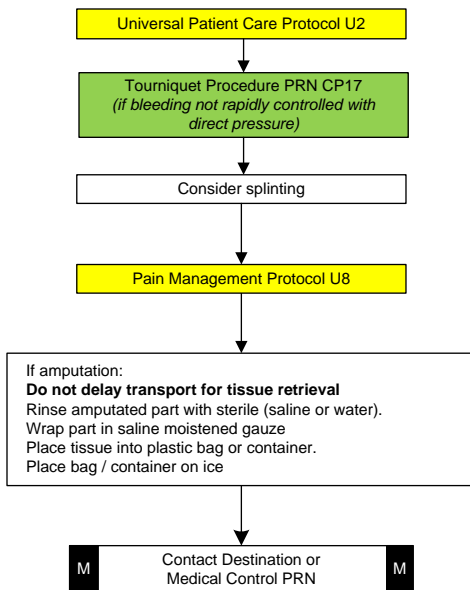 Universal Patient Care Protocol U2
Tourniquet Procedure PRN CP17
(if bleeding not rapidly controlled with
direct pressure)
Consider splinting
Pain Management Protocol U8
If amputation:
Do not delay transport for tissue retrieval
Rinse amputated part with sterile (saline or water).
Wrap part in saline moistened gauze
Place tissue into plastic bag or container.
Place bag / container on ice
M Contact Destination or M
Medical Control PRN